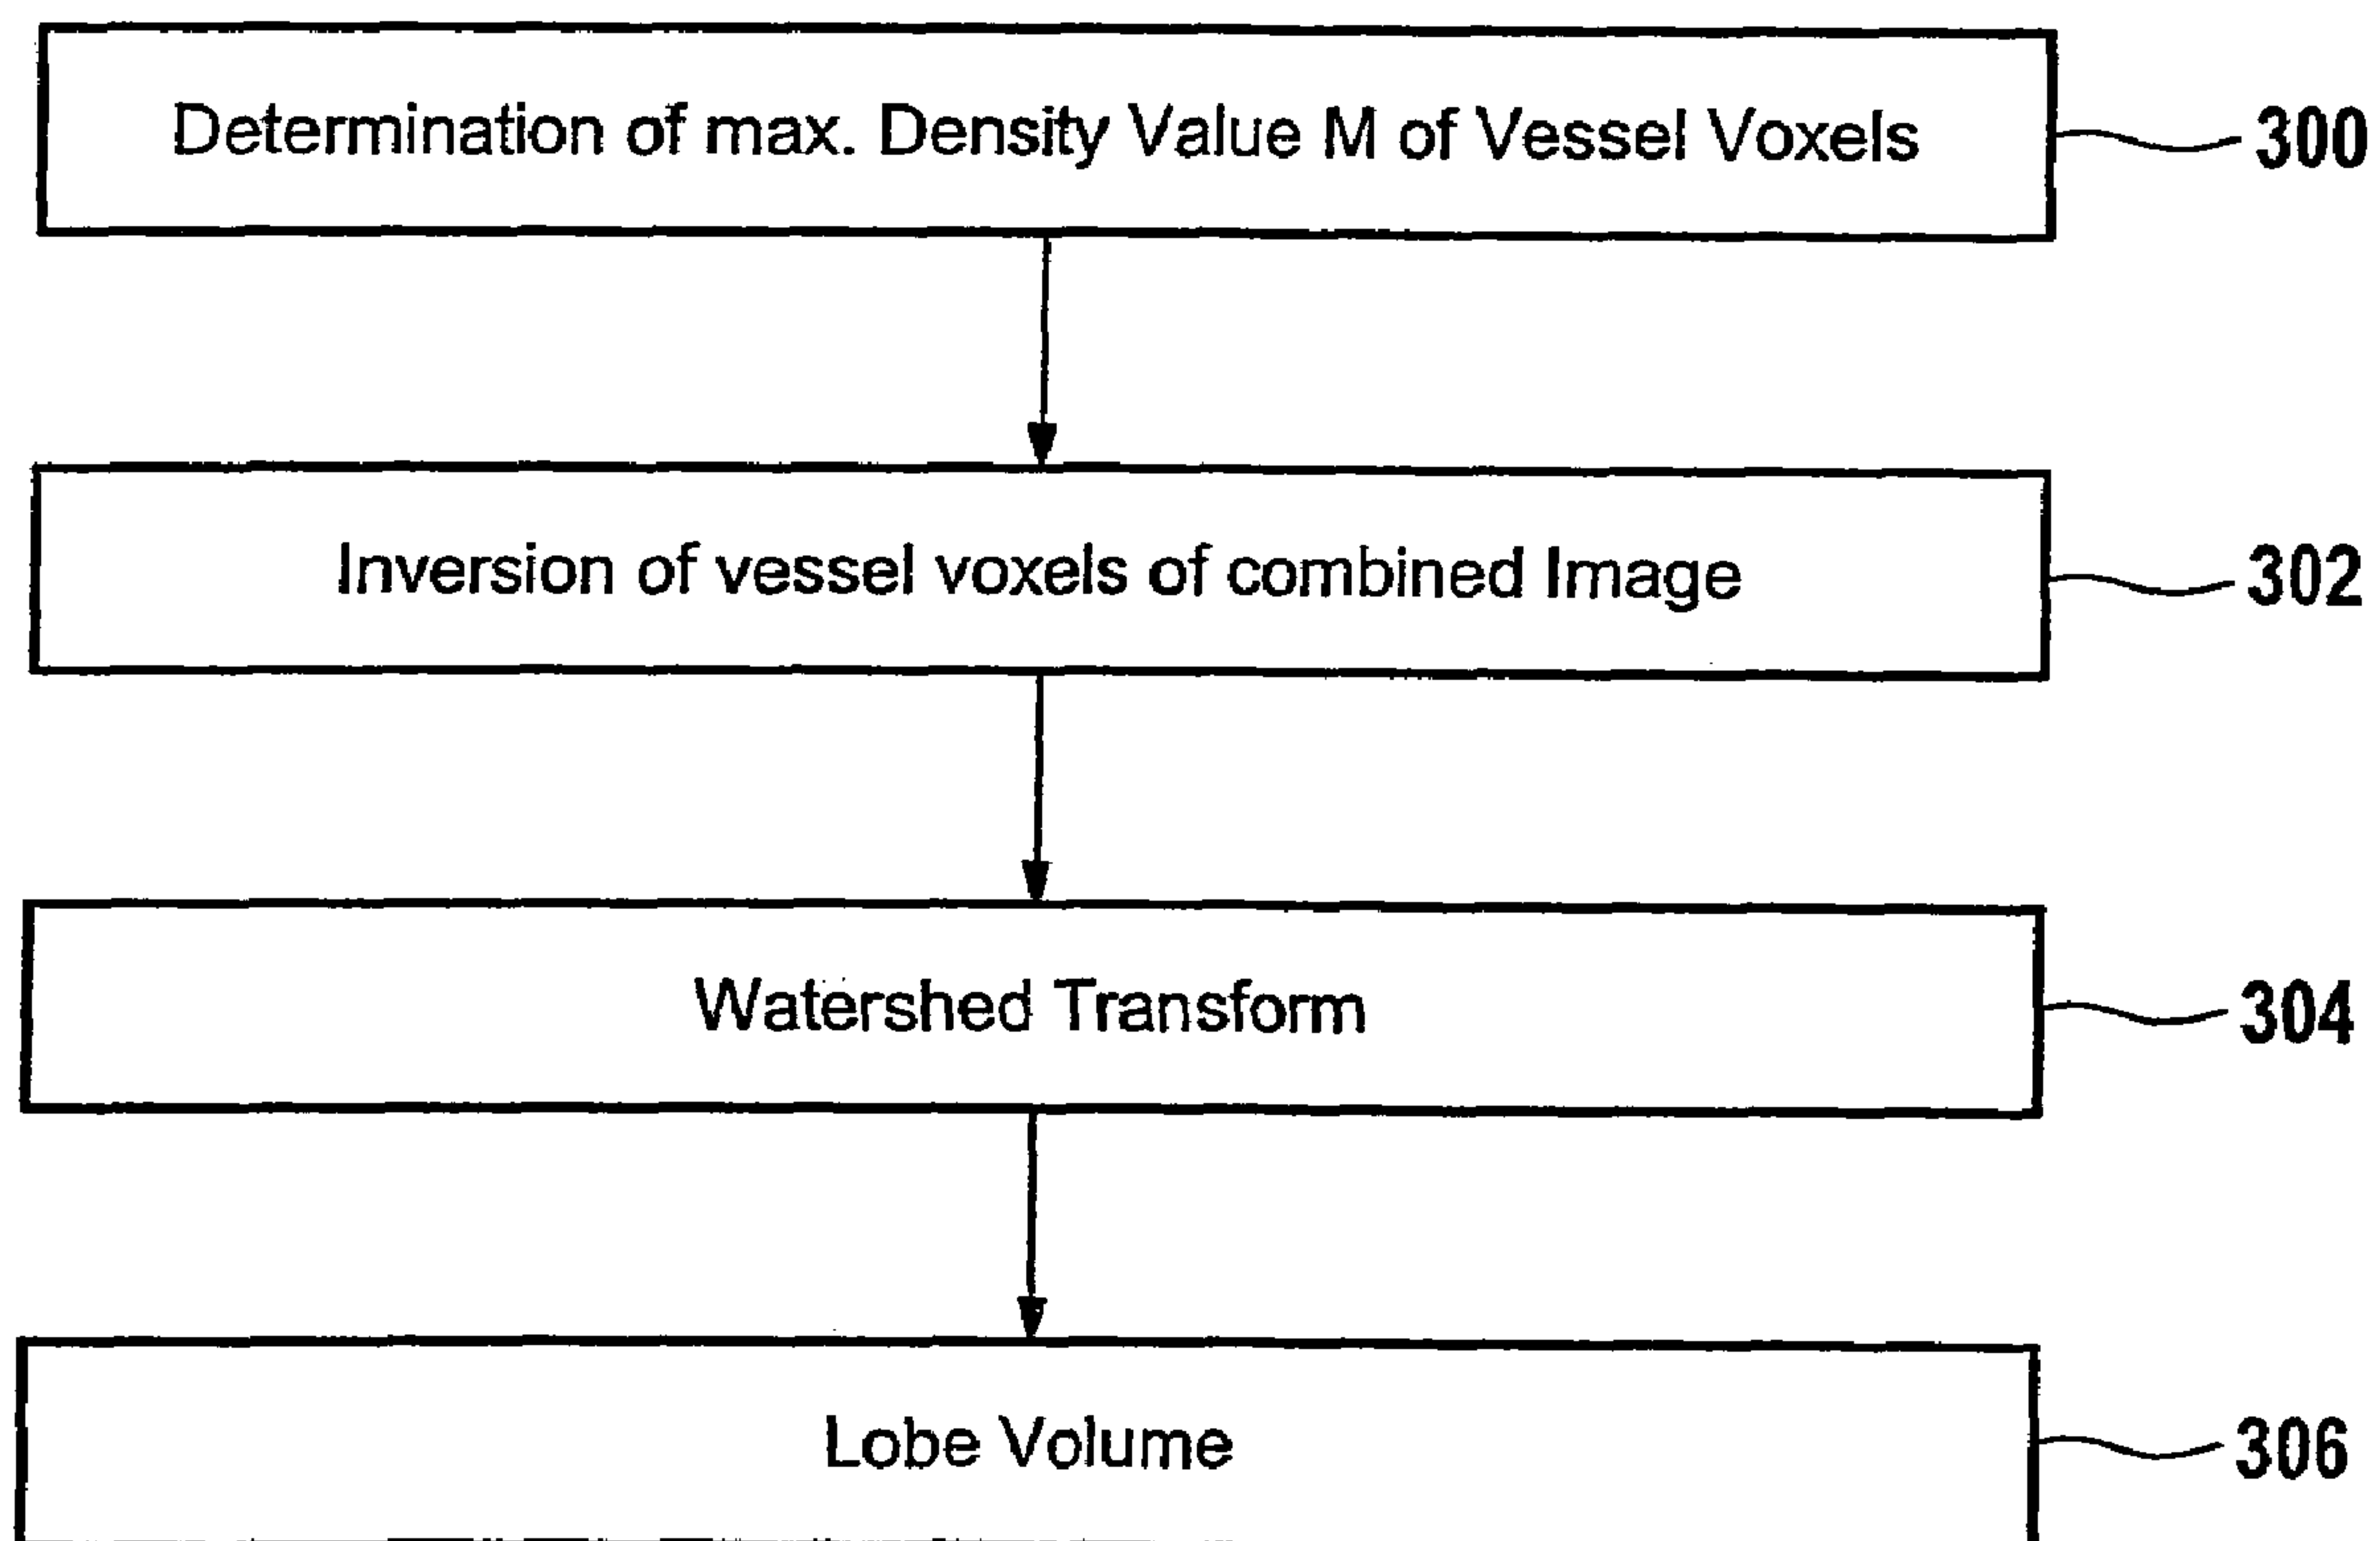 Determination of max. Density Value M of Vessel Voxels
300
Inversion of vessel voxels of combined Image
302
Watershed Transform
304
Lobe Volume
306